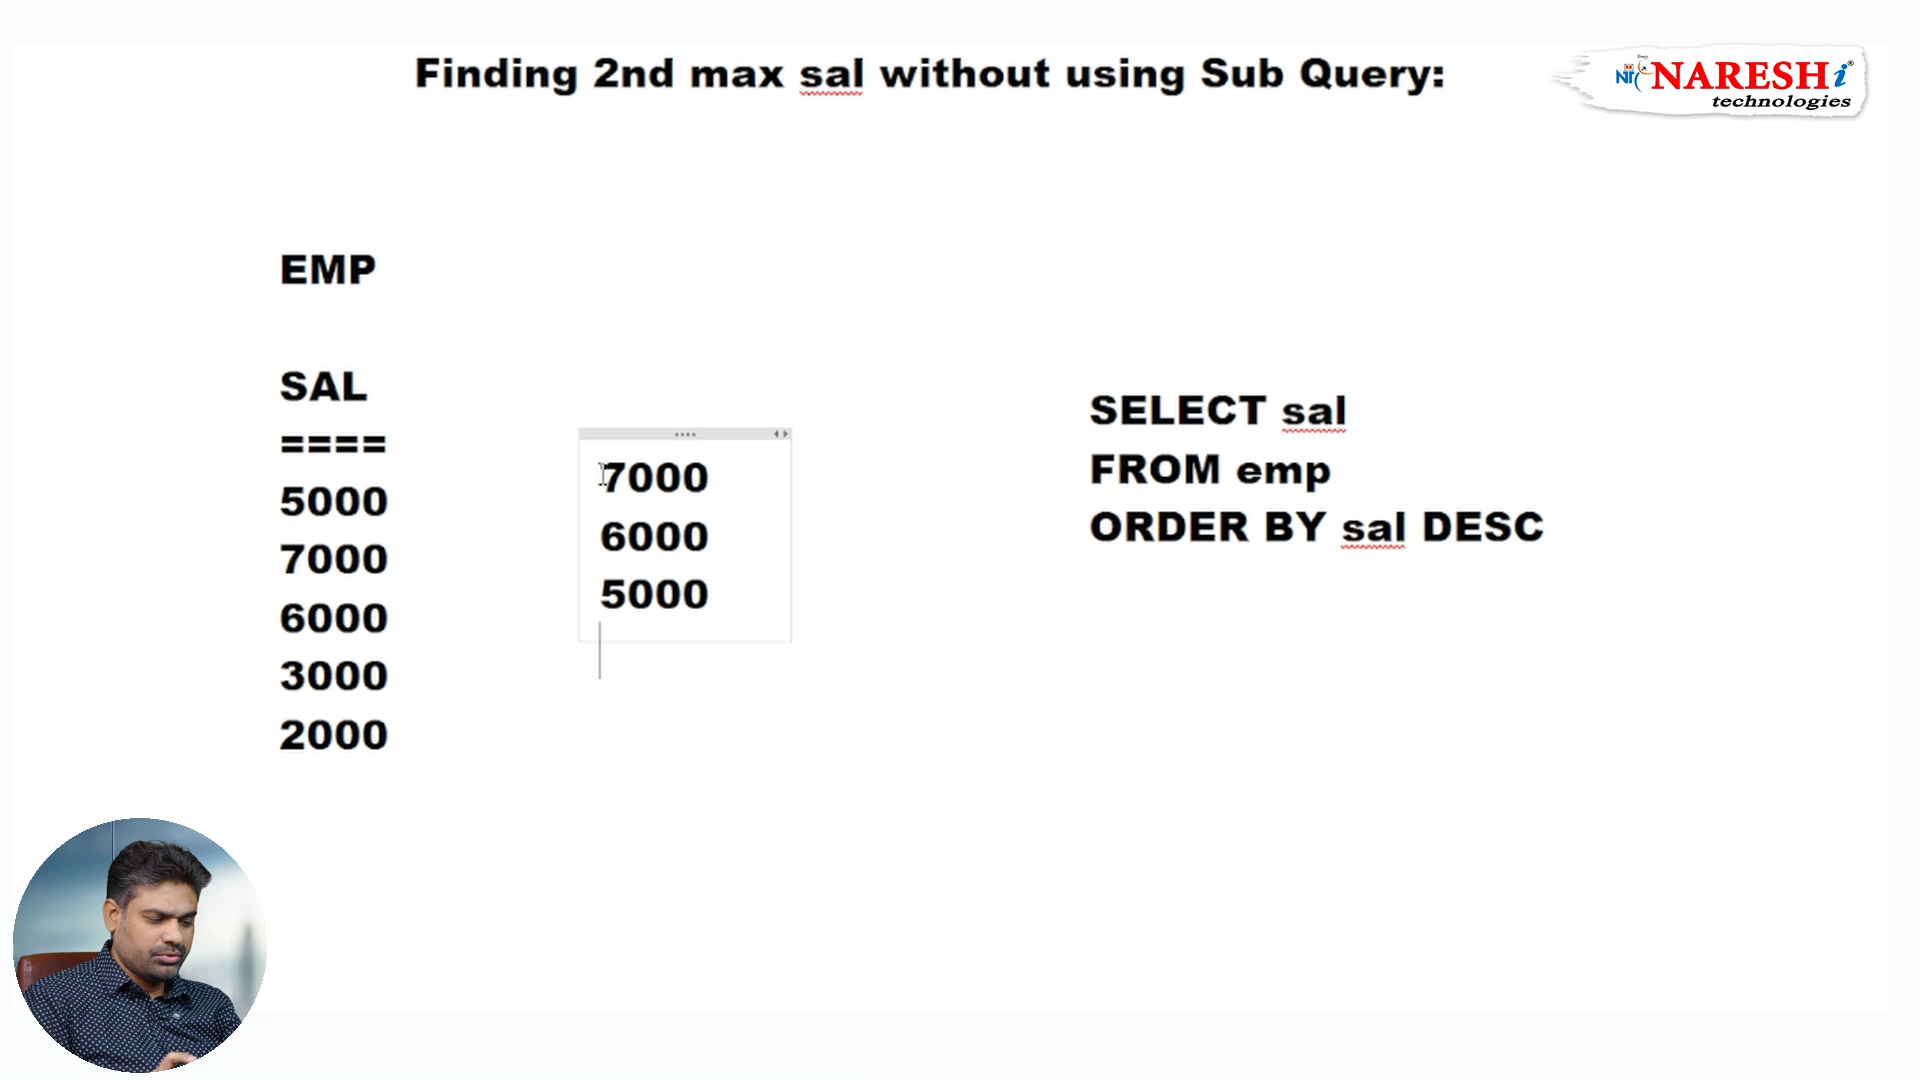 Finding 2nd max sal without using Sub Query:
NARESH i
technologies
EMP
SAL
====
5000
7000
6000
3000
2000
7000
6000
5000
SELECT sal
FROM emp
ORDER BY sal DESC